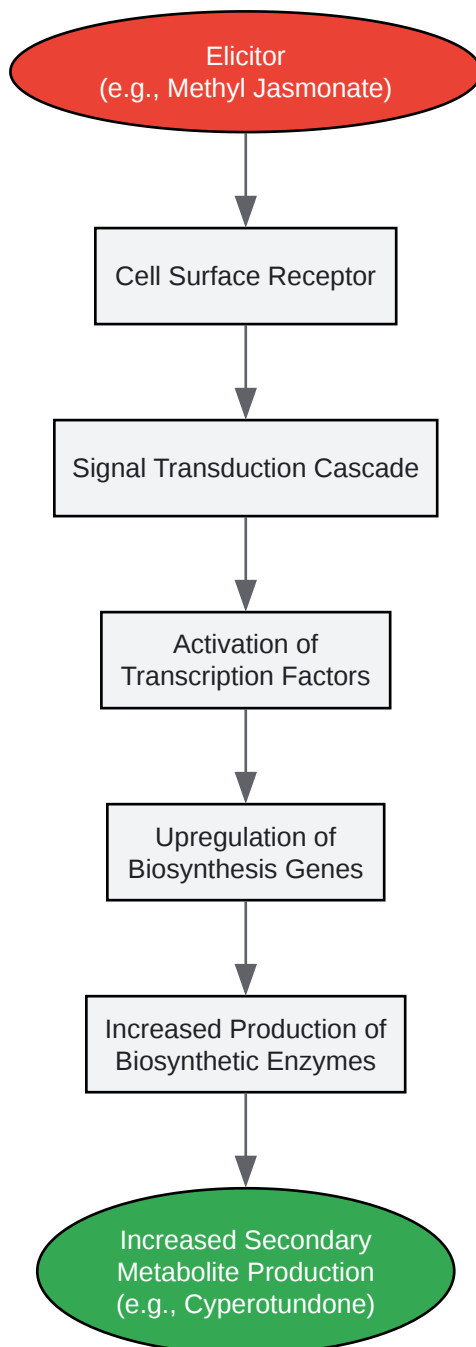 Elicitor
(e.g., Methyl Jasmonate)
Cell Surface Receptor
Signal Transduction Cascade
Activation of
Transcription Factors
Upregulation of
Biosynthesis Genes
Increased Production of
Biosynthetic Enzymes
Increased Secondary
Metabolite Production
(e.g., Cyperotundone)